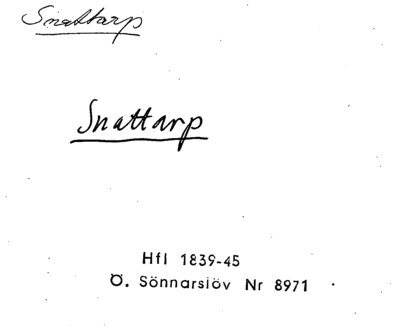 Snattarp
Snattarp
Hfl 1839-45
Ö. Sönnarslöv Nr 8971